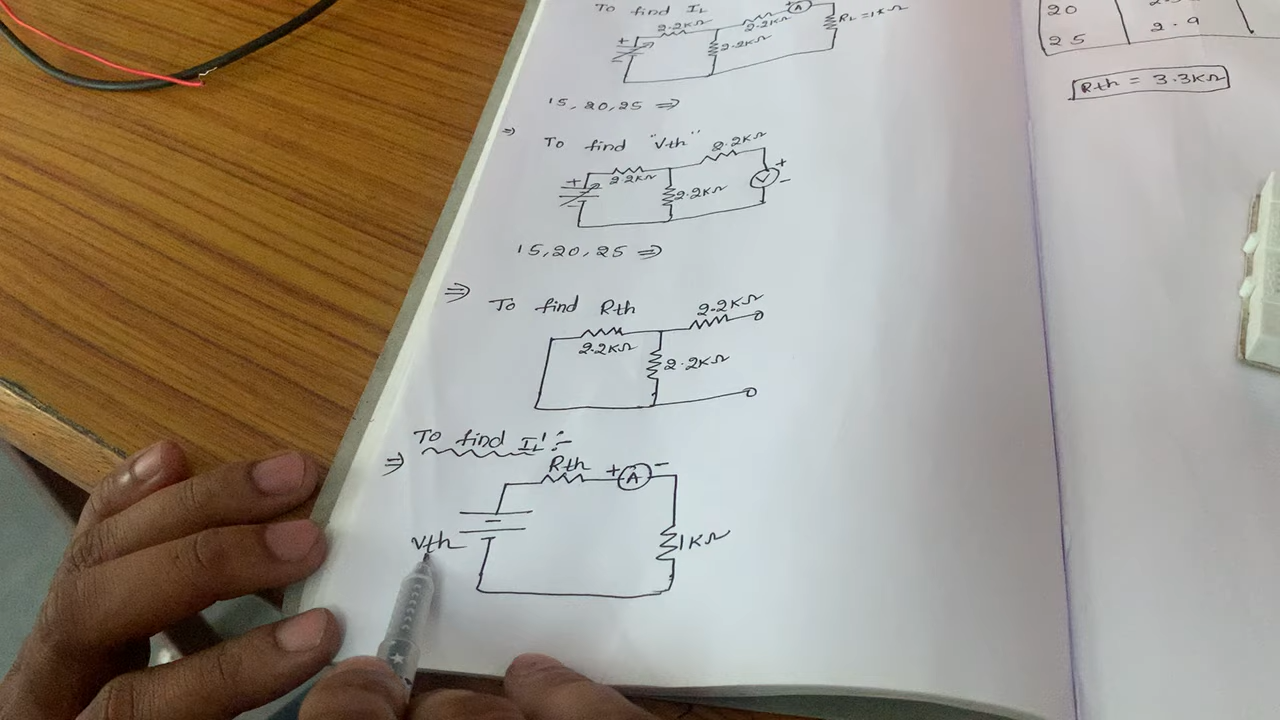 To find IL
2.2KΩ 2.2KΩ A RL=1KΩ
+ 2.2KΩ
-
15, 20, 25 ⇒
⇒ To find "Vth"
2.2KΩ 2.2KΩ
+ 2.2KΩ V +
- -
15, 20, 25 ⇒
⇒ To find Rth
2.2KΩ 2.2KΩ
2.2KΩ
⇒ To find IL':-
Rth + A -
Vth 1KΩ
20
25 2.9
Rth = 3.3KΩ